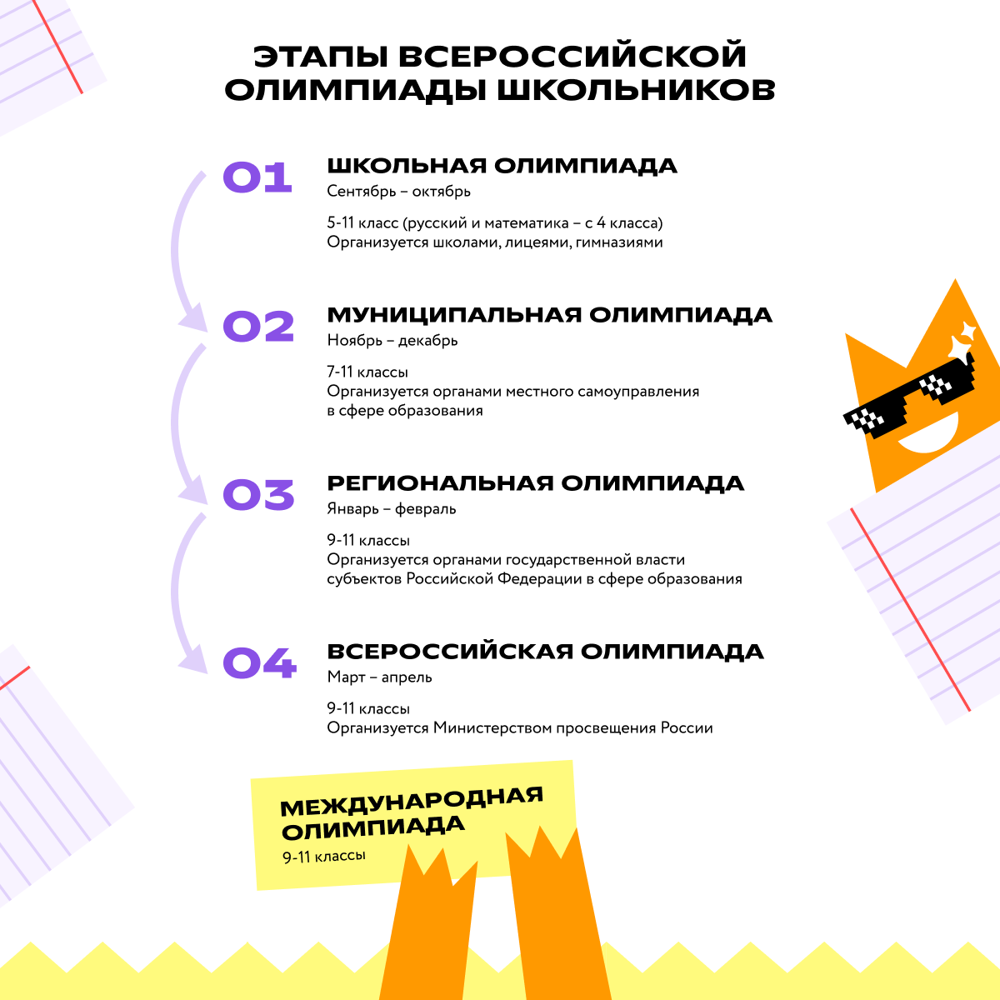 ЭТАПЫ ВСЕРОССИЙСКОЙ
ОЛИМПИАДЫ ШКОЛЬНИКОВ
01
ШКОЛЬНАЯ ОЛИМПИАДА
Сентябрь – октябрь
5-11 класс (русский и математика – с 4 класса)
Организуется школами, лицеями, гимназиями
02
МУНИЦИПАЛЬНАЯ ОЛИМПИАДА
Ноябрь – декабрь
7-11 классы
Организуется органами местного самоуправления
в сфере образования
03
РЕГИОНАЛЬНАЯ ОЛИМПИАДА
Январь – февраль
9-11 классы
Организуется органами государственной власти
субъектов Российской Федерации в сфере образования
04
ВСЕРОССИЙСКАЯ ОЛИМПИАДА
Март – апрель
9-11 классы
Организуется Министерством просвещения России
МЕЖДУНАРОДНАЯ
ОЛИМПИАДА
9-11 классы